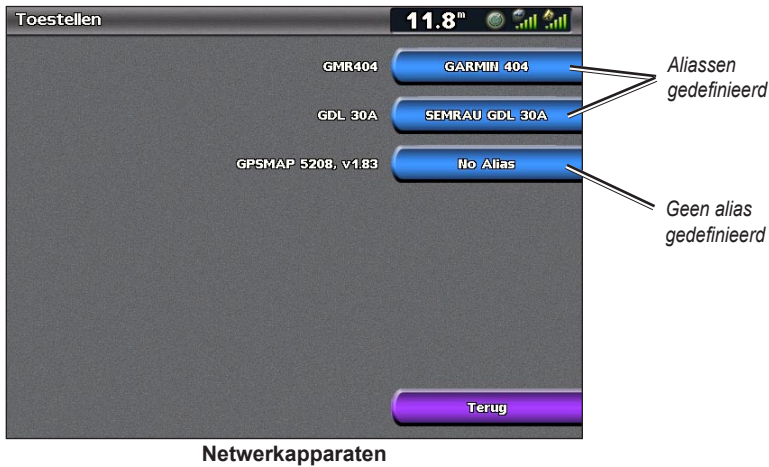 Toestellen
11.8m
GMR404
GARMIN 404
Aliassen
gedefinieerd
GDL 30A
SEMRAU GDL 30A
GPSMAP 5208, v1.83
No Alias
Geen alias
gedefinieerd
Terug
Netwerkapparaten